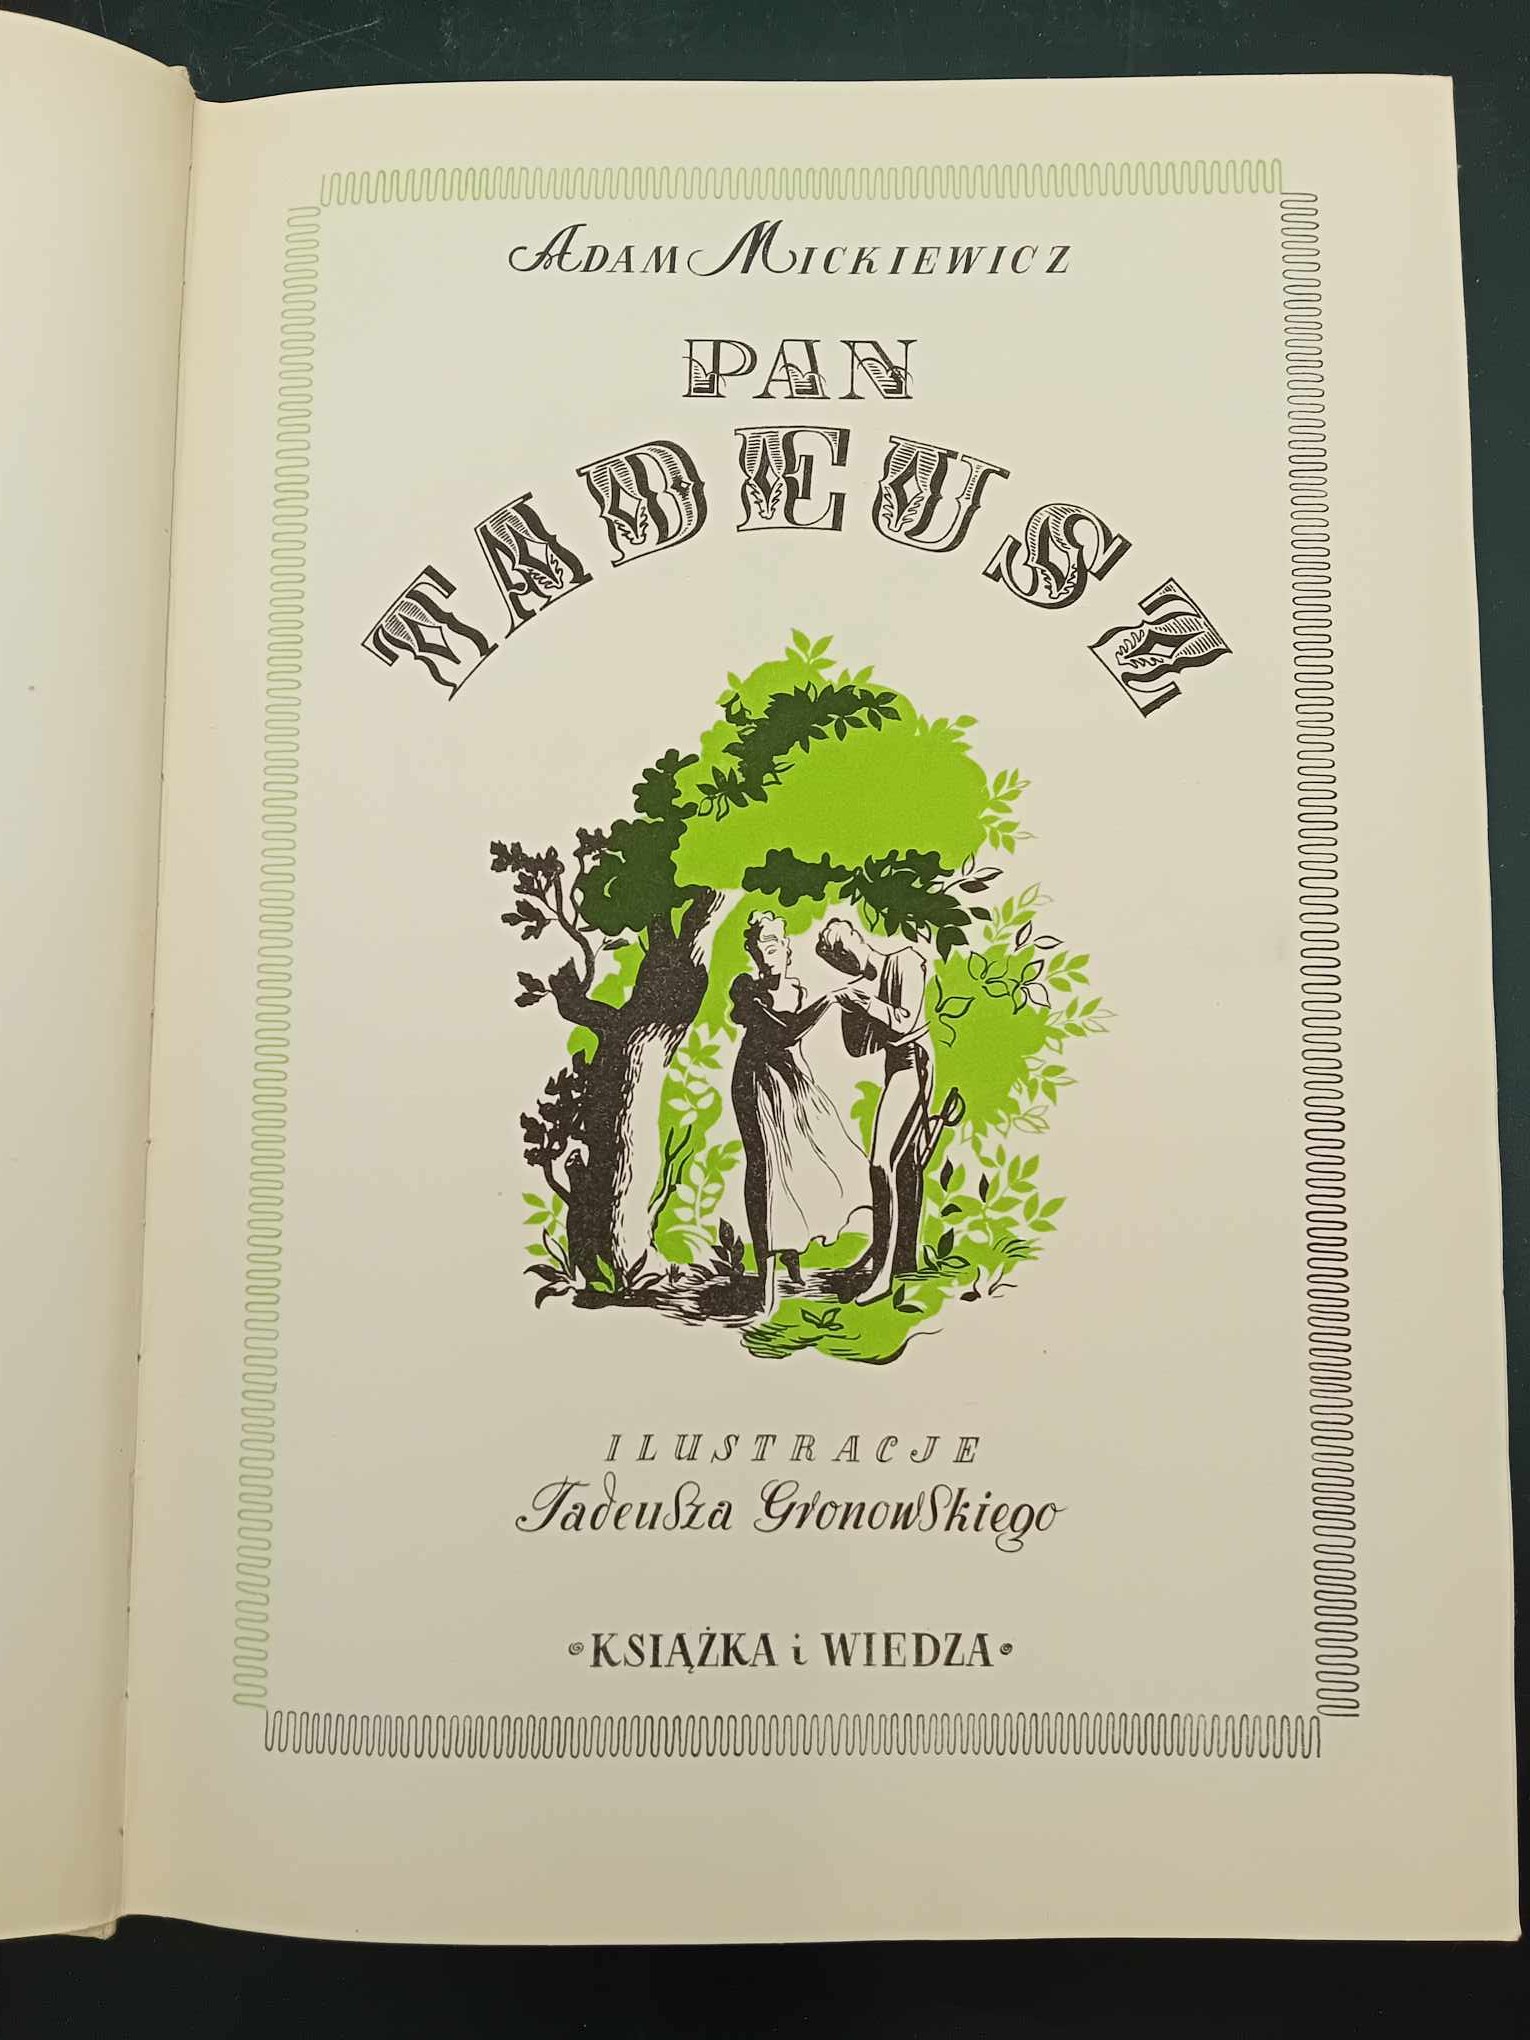 ADAM MICKIEWICZ
PAN
TADEUSZ
ILUSTRACJE
Tadeusza Gronowskiego
KSIĄŻKA i WIEDZA